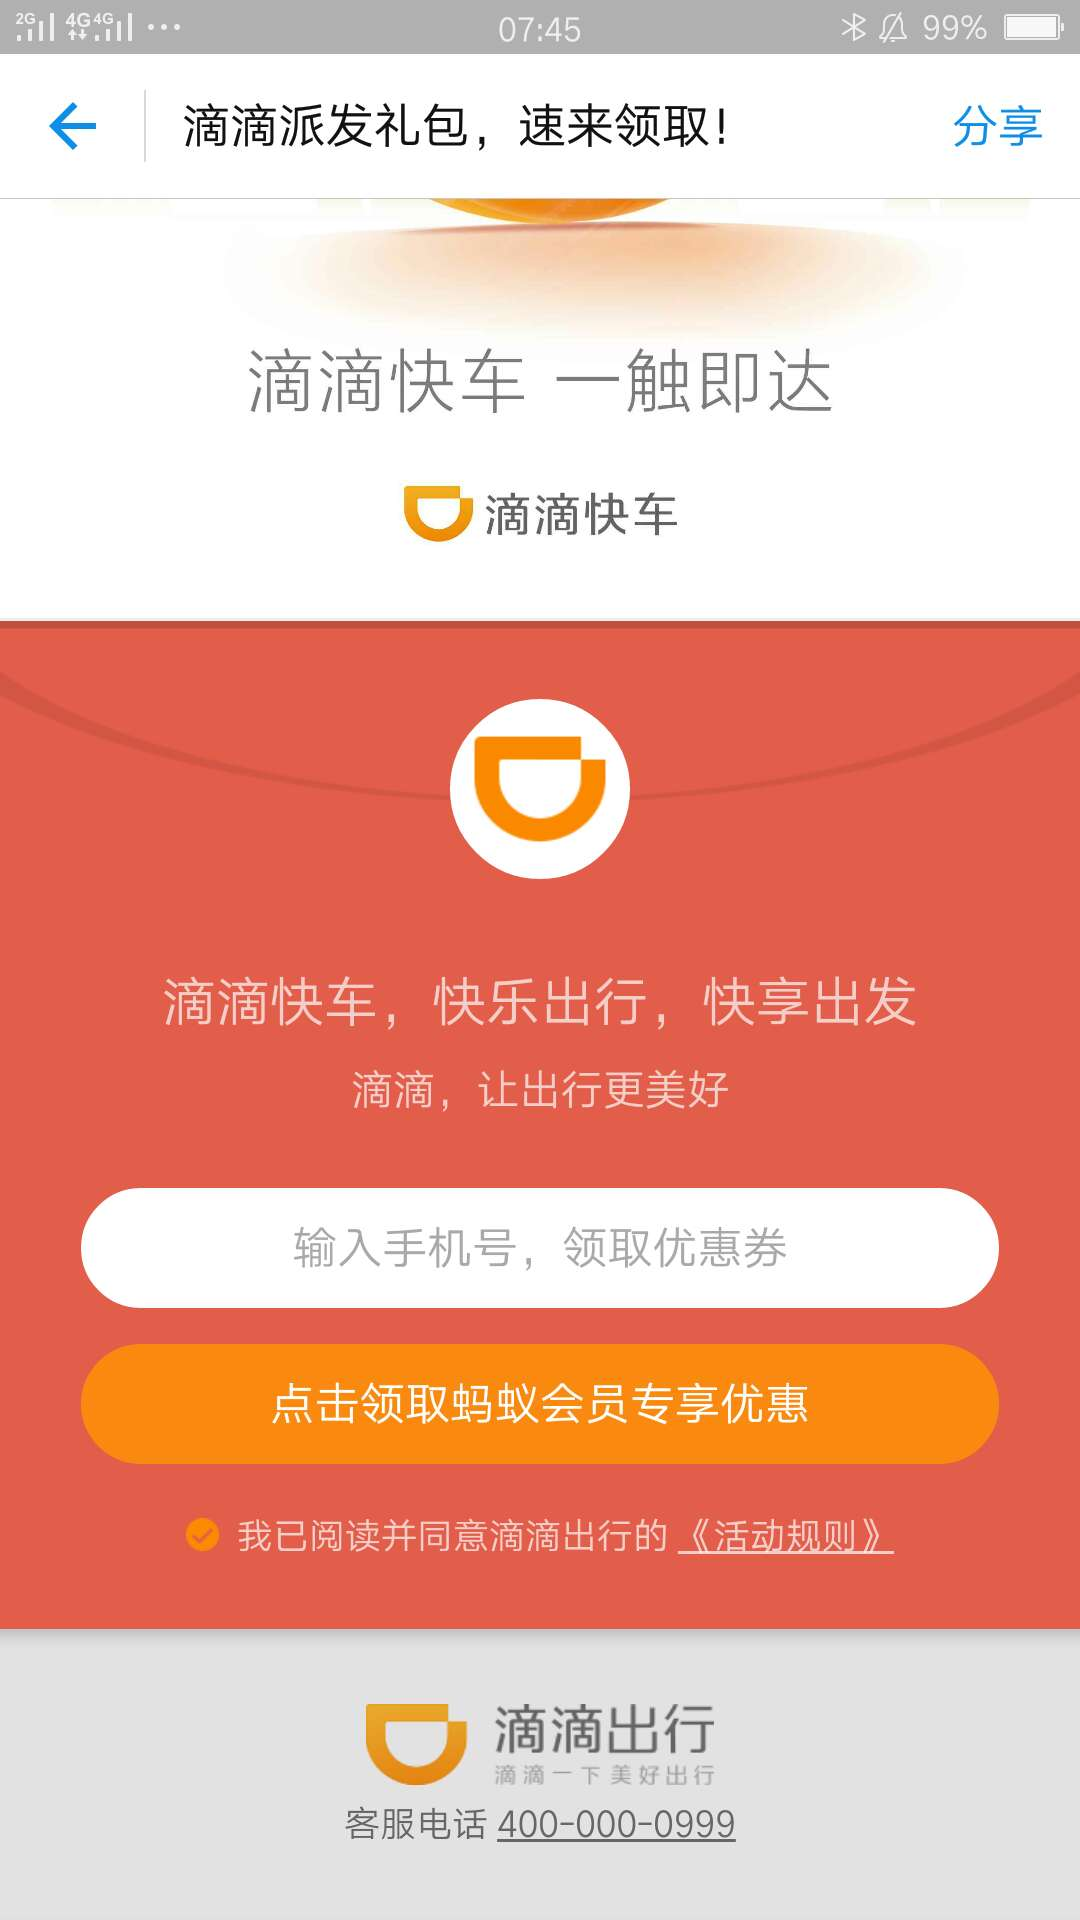 2G 4G 4G ... 07:45 99%
滴滴派发礼包，速来领取！ 分享
滴滴快车 一触即达
滴滴快车
滴滴快车，快乐出行，快享出发
滴滴，让出行更美好
输入手机号，领取优惠券
点击领取蚂蚁会员专享优惠
我已阅读并同意滴滴出行的《活动规则》
滴滴出行
滴滴一下 美好出行
客服电话 400-000-0999